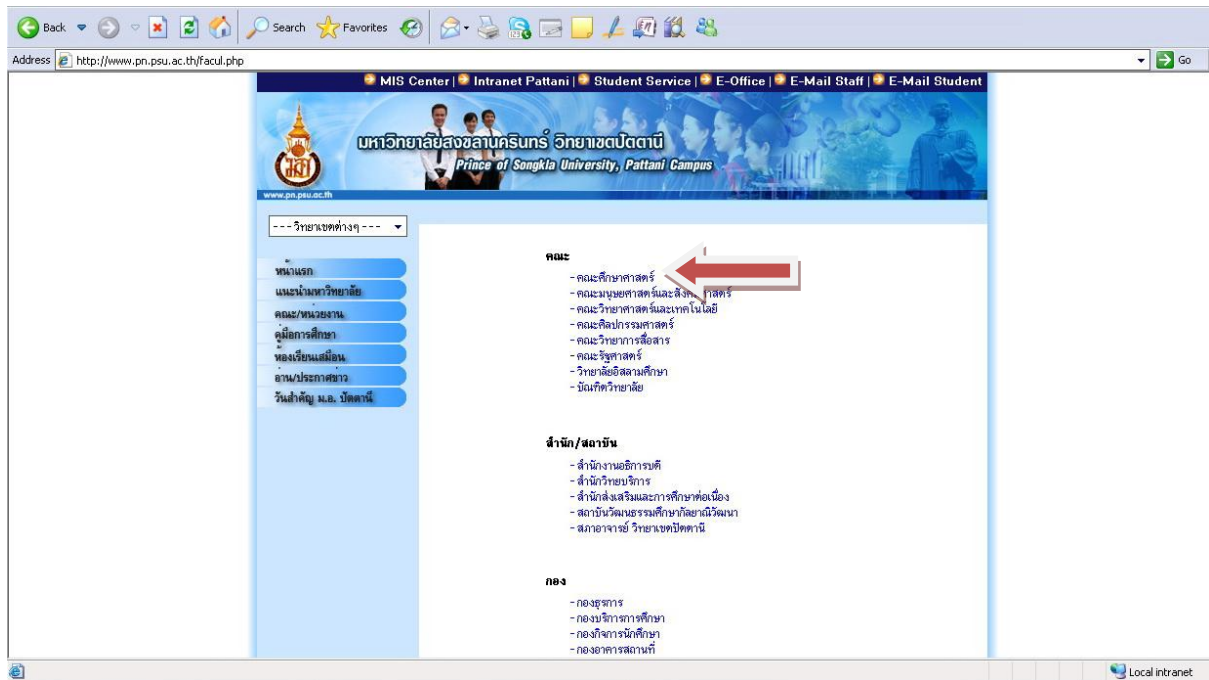 Back Search Favorites
Address http://www.pn.psu.ac.th/facul.php Go
MIS Center | Intranet Pattani | Student Service | E-Office | E-Mail Staff | E-Mail Student
มหาวิทยาลัยสงขลานครินทร์ วิทยาเขตปัตตานี
Prince of Songkla University, Pattani Campus
ม.อ.
www.pn.psu.ac.th
--- วิทยาเขตต่างๆ ---
หน้าแรก
แนะนำมหาวิทยาลัย
คณะ/หน่วยงาน
คู่มือการศึกษา
ห้องเรียนเสมือน
อ่าน/ประกาศข่าว
วันสำคัญ ม.อ. ปัตตานี
คณะ
- คณะศึกษาศาสตร์
- คณะมนุษยศาสตร์และสังคมศาสตร์
- คณะวิทยาศาสตร์และเทคโนโลยี
- คณะศิลปกรรมศาสตร์
- คณะวิทยาการสื่อสาร
- คณะรัฐศาสตร์
- วิทยาลัยอิสลามศึกษา
- บัณฑิตวิทยาลัย
สำนัก/สถาบัน
- สำนักงานอธิการบดี
- สำนักวิทยบริการ
- สำนักส่งเสริมและการศึกษาต่อเนื่อง
- สถาบันวัฒนธรรมศึกษากัลยาณิวัฒนา
- สภาอาจารย์ วิทยาเขตปัตตานี
กอง
- กองธุรการ
- กองบริการการศึกษา
- กองกิจการนักศึกษา
- กองอาคารสถานที่
Local intranet